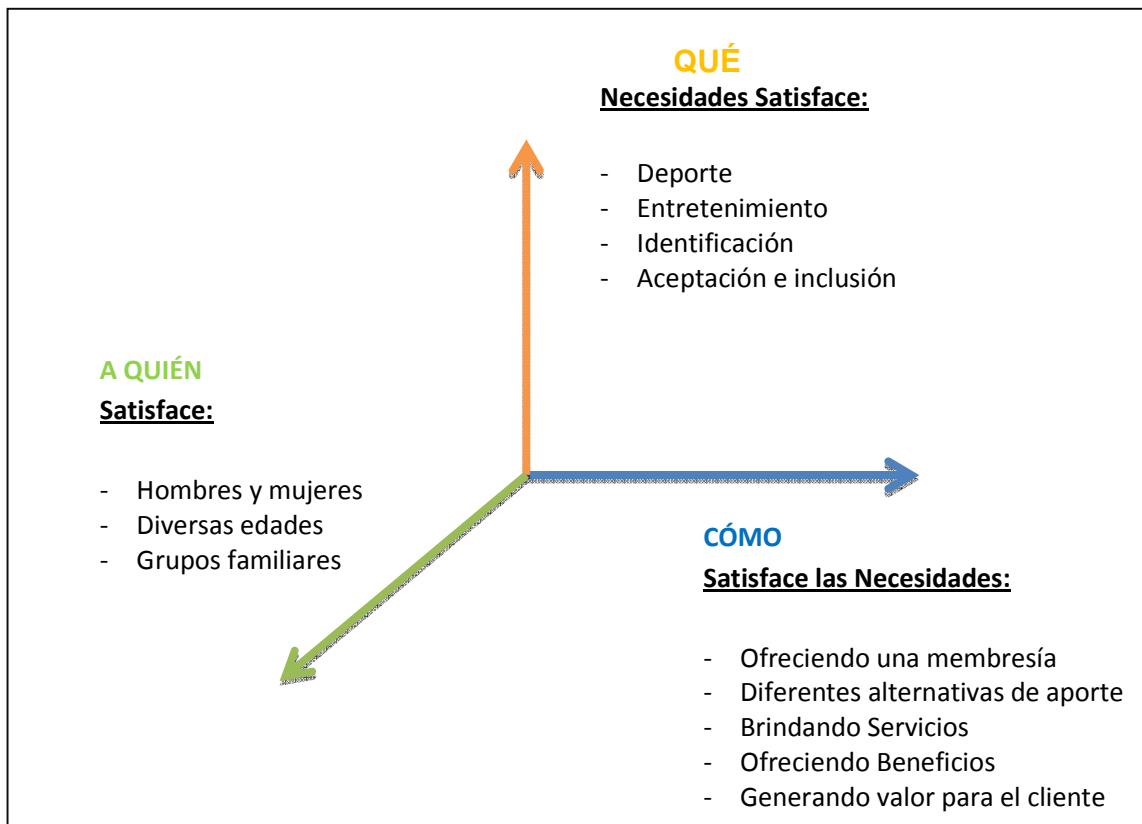 QUÉ
Necesidades Satisface:
- Deporte
- Entretenimiento
- Identificación
- Aceptación e inclusión
A QUIÉN
Satisface:
- Hombres y mujeres
- Diversas edades
- Grupos familiares
CÓMO
Satisface las Necesidades:
- Ofreciendo una membresía
- Diferentes alternativas de aporte
- Brindando Servicios
- Ofreciendo Beneficios
- Generando valor para el cliente